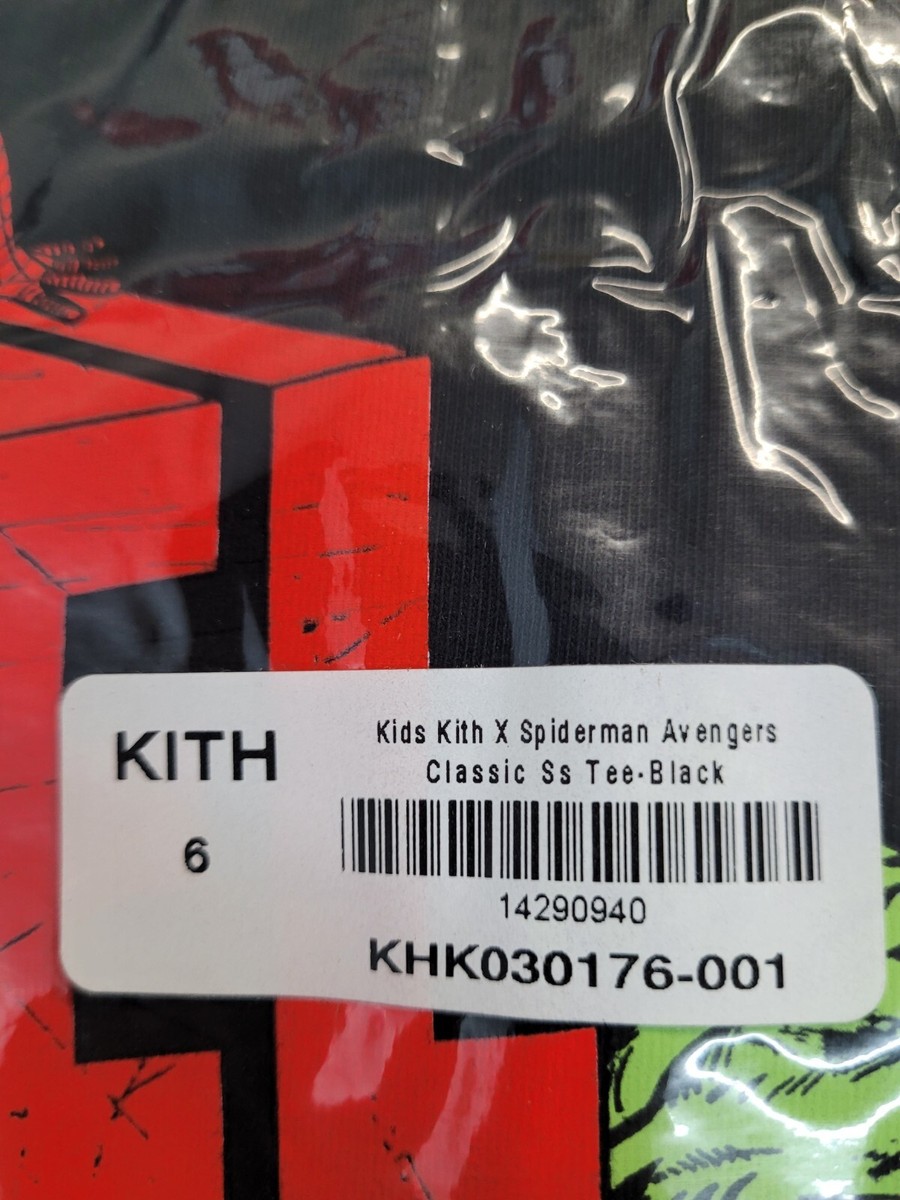 KITH
6
Kids Kith X Spiderman Avengers
Classic Ss Tee-Black
14290940
KHK030176-001